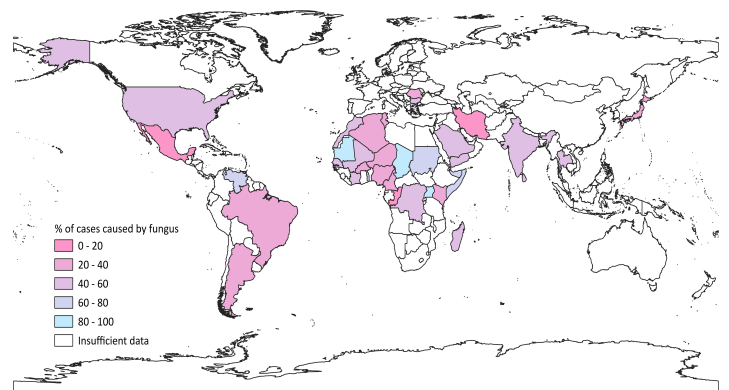 % of cases caused by fungus
0 - 20
20 - 40
40 - 60
60 - 80
80 - 100
Insufficient data